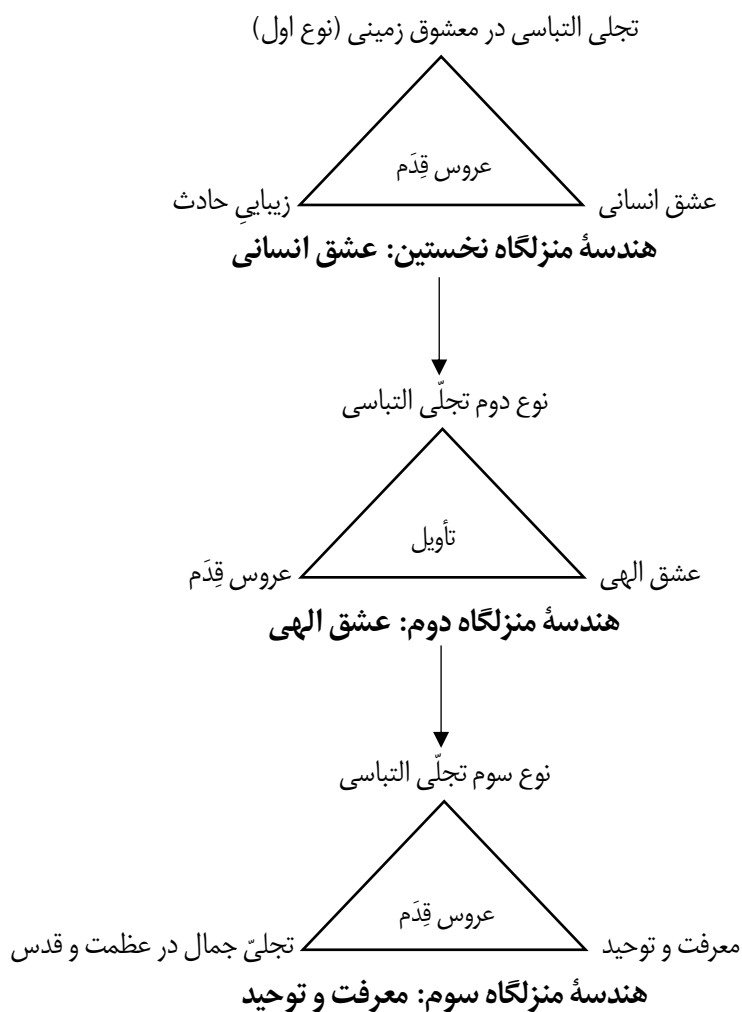 تجلی التباسی در معشوق زمینی (نوع اول)
عروس قِدَم
عشق انسانی
زیباییِ حادث
هندسهٔ منزلگاه نخستین: عشق انسانی
نوع دوم تجلّی التباسی
تأویل
عشق الهی
عروس قِدَم
هندسهٔ منزلگاه دوم: عشق الهی
نوع سوم تجلّی التباسی
عروس قِدَم
معرفت و توحید
تجلیّ جمال در عظمت و قدس
هندسهٔ منزلگاه سوم: معرفت و توحید